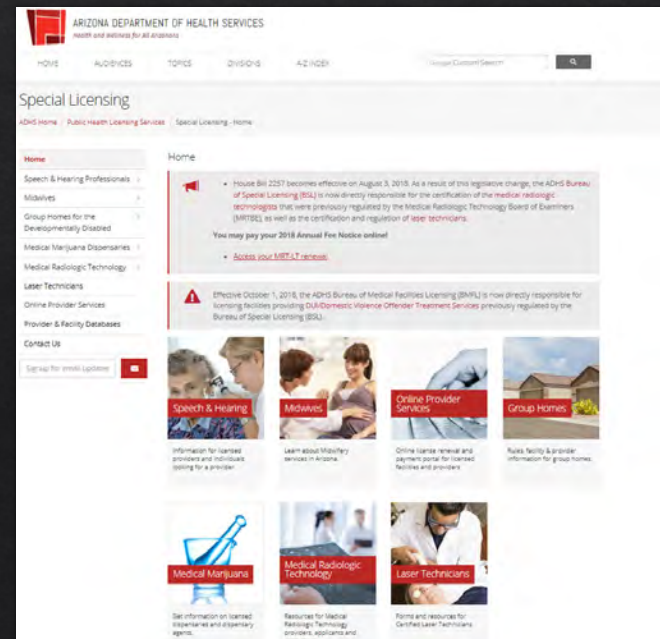 ARIZONA DEPARTMENT OF HEALTH SERVICES
Health and Wellness for All Arizonans
HOME AUDIENCES TOPICS DIVISIONS A-Z INDEX
Google Custom Search
Special Licensing
ADHS Home Public Health Licensing Services Special Licensing - Home
Home
Speech & Hearing Professionals
Midwives
Group Homes for the
Developmentally Disabled
Medical Marijuana Dispensaries
Medical Radiologic Technology
Laser Technicians
Online Provider Services
Provider & Facility Databases
Contact Us
Sign up for email updates
Home
• House Bill 2257 becomes effective on August 3, 2018. As a result of this legislative change, the ADHS Bureau
of Special Licensing (BSL) is now directly responsible for the certification of the medical radiologic
technologists that were previously regulated by the Medical Radiologic Technology Board of Examiners
(MRTBE), as well as the certification and regulation of laser technicians.
You may pay your 2018 Annual Fee Notice online!
• Access your MRT-LT renewal.
Effective October 1, 2018, the ADHS Bureau of Medical Facilities Licensing (BMFL) is now directly responsible for
licensing facilities providing DUI/Domestic Violence Offender Treatment Services previously regulated by the
Bureau of Special Licensing (BSL).
Speech & Hearing
Information for licensed
providers and individuals
looking for a provider.
Midwives
Learn about Midwifery
services in Arizona.
Online Provider
Services
Online license renewal and
payment portal for licensed
facilities and providers
Group Homes
Rules, facility & provider
information for group homes.
Medical Marijuana
Get information on licensed
dispensaries and dispensary
agents.
Medical Radiologic
Technology
Resources for Medical
Radiologic Technology
providers, applicants and
Laser Technicians
Forms and resources for
Certified Laser Technicians